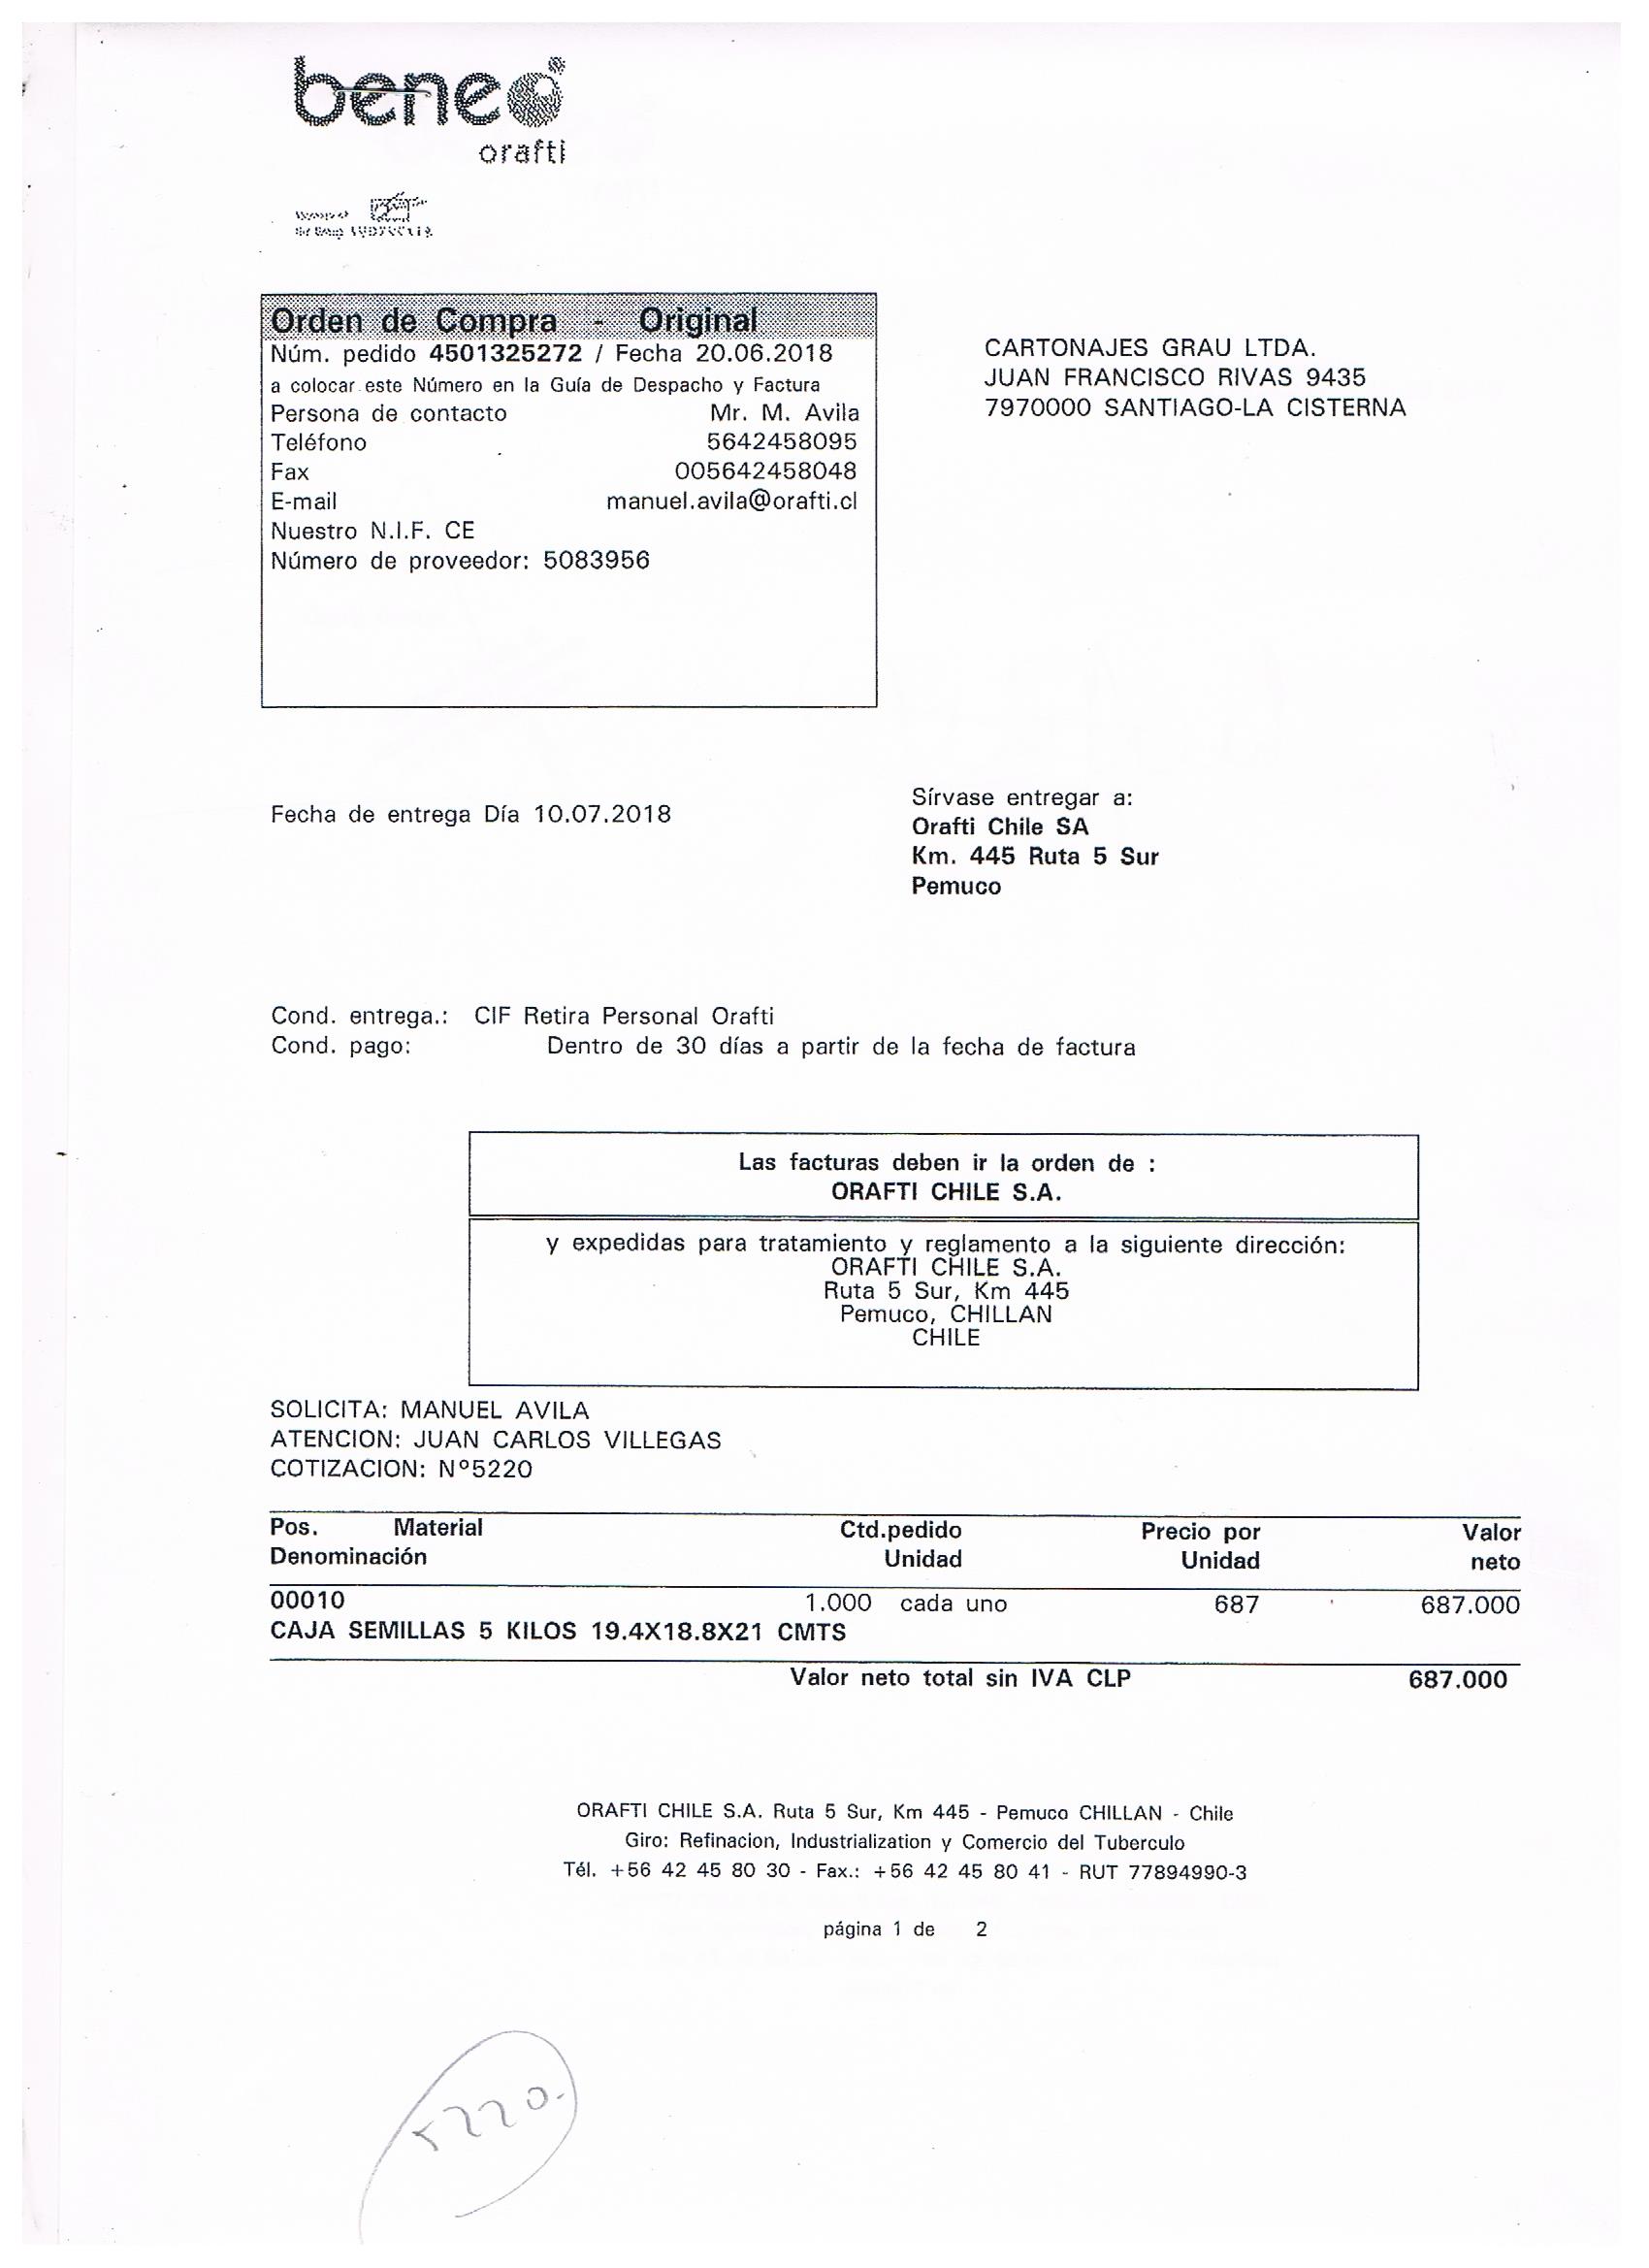 beneo
orafti
Orden de Compra - Original
Núm. pedido 4501325272 / Fecha 20.06.2018
a colocar este Número en la Guía de Despacho y Factura
Persona de contacto Mr. M. Avila
Teléfono 5642458095
Fax 005642458048
E-mail manuel.avila@orafti.cl
Nuestro N.I.F. CE
Número de proveedor: 5083956
CARTONAJES GRAU LTDA.
JUAN FRANCISCO RIVAS 9435
7970000 SANTIAGO-LA CISTERNA
Fecha de entrega Día 10.07.2018
Sírvase entregar a:
Orafti Chile SA
Km. 445 Ruta 5 Sur
Pemuco
Cond. entrega.: CIF Retira Personal Orafti
Cond. pago: Dentro de 30 días a partir de la fecha de factura
Las facturas deben ir la orden de :
ORAFTI CHILE S.A.
y expedidas para tratamiento y reglamento a la siguiente dirección:
ORAFTI CHILE S.A.
Ruta 5 Sur, Km 445
Pemuco, CHILLAN
CHILE
SOLICITA: MANUEL AVILA
ATENCION: JUAN CARLOS VILLEGAS
COTIZACION: Nº5220
Pos. Material Ctd.pedido Precio por Valor
Denominación Unidad Unidad neto
00010 1.000 cada uno 687 687.000
CAJA SEMILLAS 5 KILOS 19.4X18.8X21 CMTS
Valor neto total sin IVA CLP 687.000
ORAFTI CHILE S.A. Ruta 5 Sur, Km 445 - Pemuco CHILLAN - Chile
Giro: Refinacion, Industrialization y Comercio del Tuberculo
Tél. +56 42 45 80 30 - Fax.: +56 42 45 80 41 - RUT 77894990-3
página 1 de 2
5220.